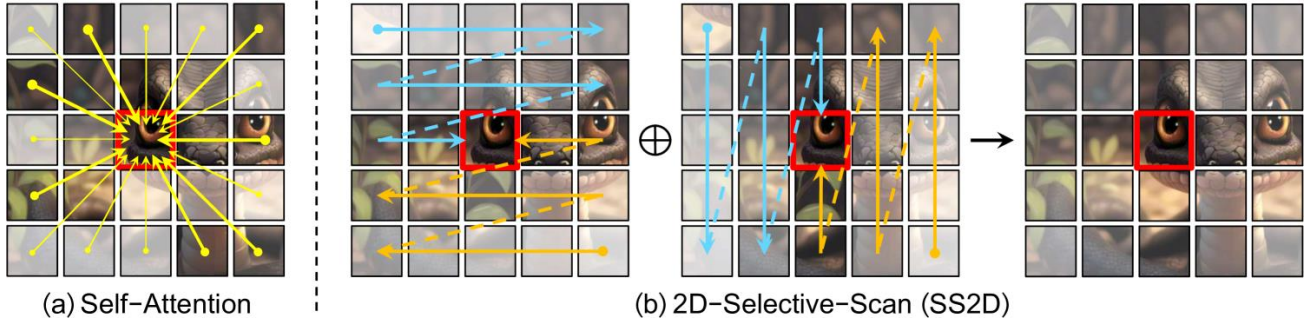 (a) Self-Attention
(b) 2D-Selective-Scan (SS2D)